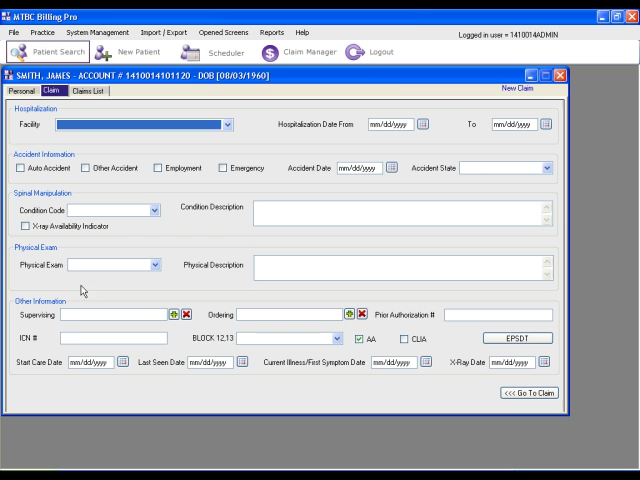 MTBC Billing Pro
File Practice System Management Import / Export Opened Screens Reports Help Logged in user = 1410014ADMIN
Patient Search New Patient Scheduler Claim Manager Logout
SMITH, JAMES - ACCOUNT # 1410014101120 - DOB [08/03/1960]
Personal Claim Claims List New Claim
Hospitalization
Facility Hospitalization Date From mm/dd/yyyy To mm/dd/yyyy
Accident Information
Auto Accident Other Accident Employment Emergency Accident Date mm/dd/yyyy Accident State
Spinal Manipulation
Condition Code Condition Description
X-ray Availability Indicator
Physical Exam
Physical Exam Physical Description
Other Information
Supervising Ordering Prior Authorization #
ICN # BLOCK 12,13 AA CLIA EPSDT
Start Care Date mm/dd/yyyy Last Seen Date mm/dd/yyyy Current Illness/First Symptom Date mm/dd/yyyy X-Ray Date mm/dd/yyyy
<<< Go To Claim